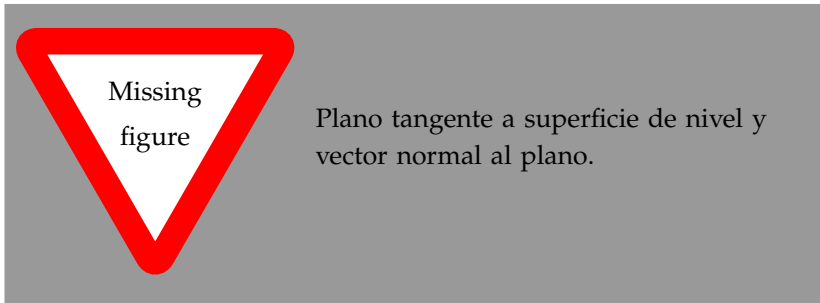 Missing
figure
Plano tangente a superficie de nivel y
vector normal al plano.